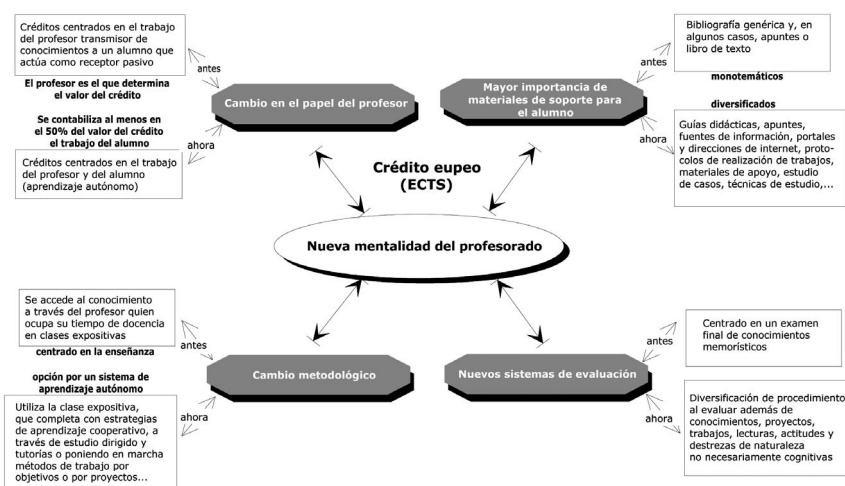 Créditos centrados en el trabajo
del profesor transmisor de
conocimientos a un alumno que
actúa como receptor pasivo
antes
El profesor es el que determina
el valor del crédito
Se contabiliza al menos en
el 50% del valor del crédito
el trabajo del alumno
ahora
Créditos centrados en el trabajo
del profesor y del alumno
(aprendizaje autónomo)
Cambio en el papel del profesor
Mayor importancia de
materiales de soporte para
el alumno
Bibliografía genérica y, en
algunos casos, apuntes o
libro de texto
antes
monotemáticos
diversificados
ahora
Guías didácticas, apuntes,
fuentes de información, portales
y direcciones de internet, proto-
colos de realización de trabajos,
materiales de apoyo, estudio
de casos, técnicas de estudio,...
Crédito eupeo
(ECTS)
Nueva mentalidad del profesorado
Se accede al conocimiento
a través del profesor quien
ocupa su tiempo de docencia
en clases expositivas
antes
centrado en la enseñanza
opción por un sistema de
aprendizaje autónomo
ahora
Utiliza la clase expositiva,
que completa con estrategias
de aprendizaje cooperativo, a
través de estudio dirigido y
tutorías o poniendo en marcha
métodos de trabajo por
objetivos o por proyectos...
Cambio metodológico
Nuevos sistemas de evaluación
antes
Centrado en un examen
final de conocimientos
memorísticos
ahora
Diversificación de procedimiento
al evaluar además de
conocimientos, proyectos,
trabajos, lecturas, actitudes y
destrezas de naturaleza
no necesariamente cognitivas